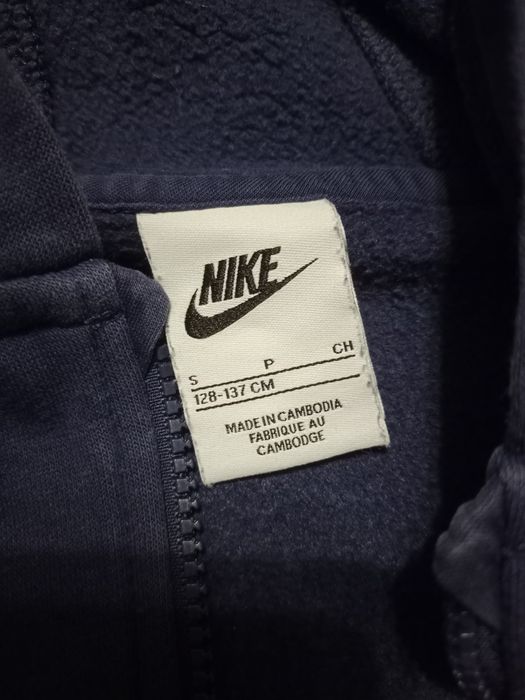 NIKE
S P CH
128-137 CM
MADE IN CAMBODIA
FABRIQUE AU
CAMBODGE